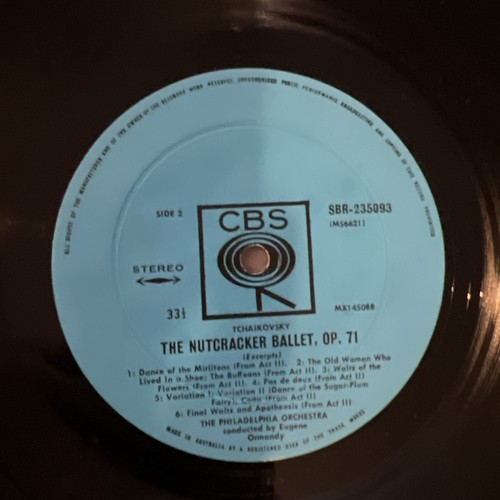 ALL RIGHTS OF THE MANUFACTURER AND OF THE OWNER OF THE RECORDED WORK RESERVED. UNAUTHORISED PUBLIC PERFORMANCE BROADCASTING AND COPYING OF THIS RECORD PROHIBITED
SIDE 2
CBS
SBR-235093
(MS6621)
STEREO
33⅓
MX145088
TCHAIKOVSKY
THE NUTCRACKER BALLET, OP. 71
(Excerpts)
1: Dance of the Mirlitons (From Act II). 2: The Old Woman Who
Lived In a Shoe; The Buffoons (From Act II). 3: Waltz of the
Flowers (From Act II). 4: Pas de deux (From Act II)
5: Variation I; Variation II (Dance of the Sugar-Plum
Fairy), Coda (From Act II)
6: Final Waltz and Apotheosis (From Act II)
THE PHILADELPHIA ORCHESTRA
conducted by Eugene
Ormandy
MADE IN AUSTRALIA BY A REGISTERED USER OF THE TRADE MARKS